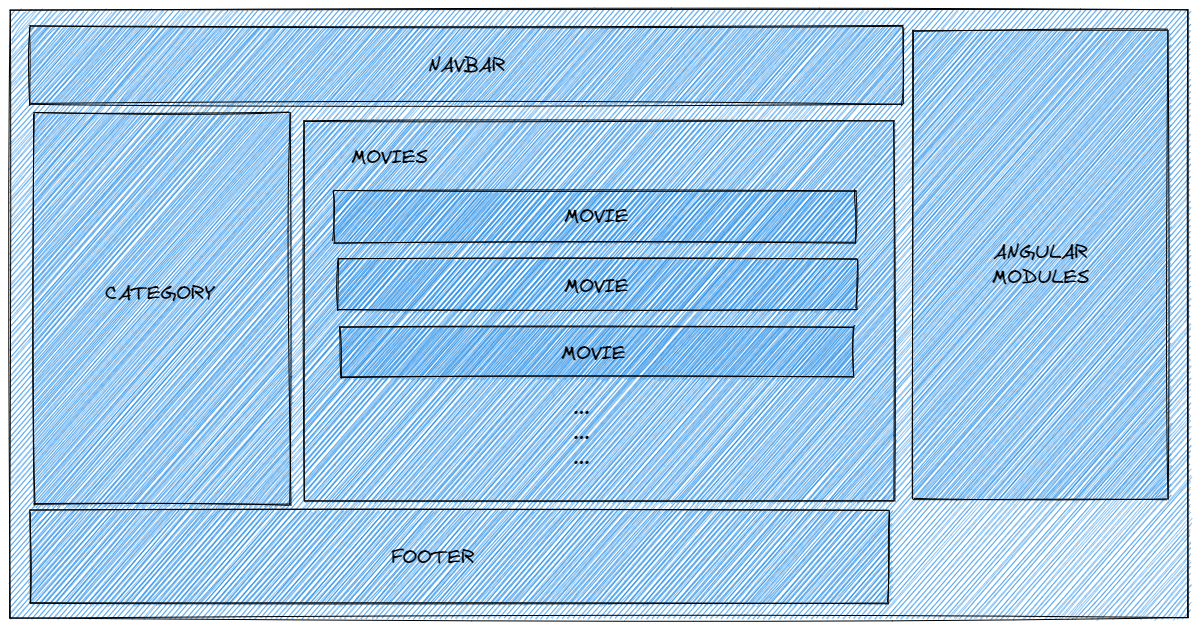 NAVBAR
MOVIES
CATEGORY
MOVIE
MOVIE
MOVIE
...
...
...
ANGULAR
MODULES
FOOTER